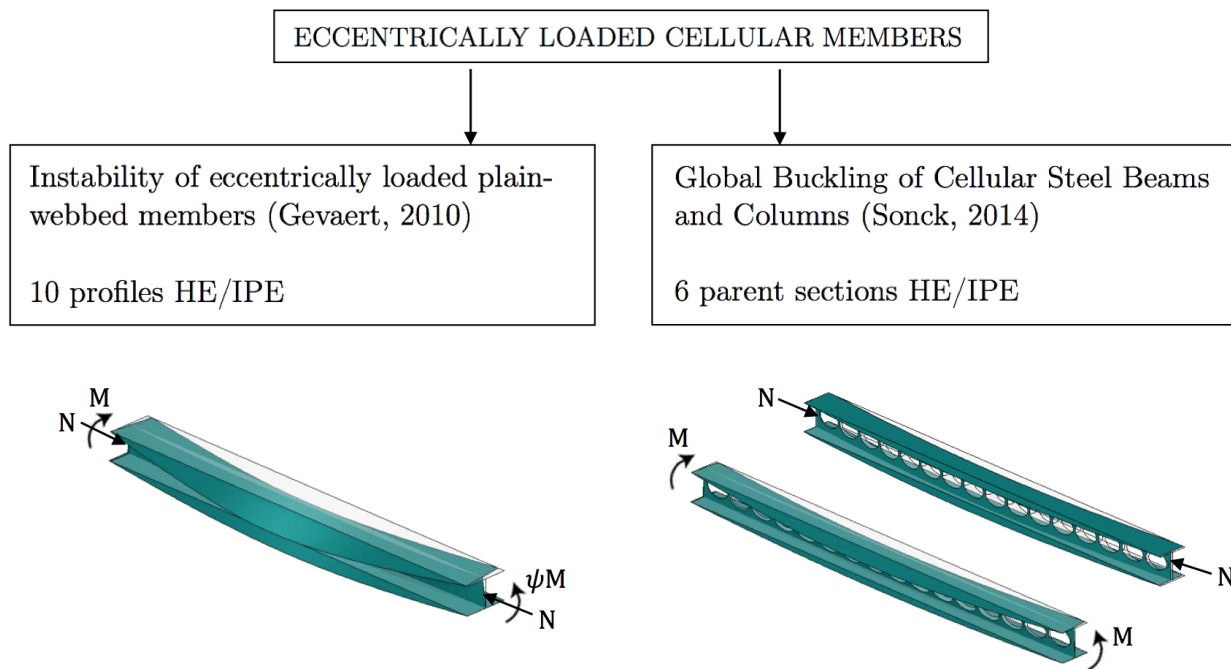 ECCENTRICALLY LOADED CELLULAR MEMBERS
Instability of eccentrically loaded plain-
webbed members (Gevaert, 2010)
10 profiles HE/IPE
Global Buckling of Cellular Steel Beams
and Columns (Sonck, 2014)
6 parent sections HE/IPE
M
N
ψM
N
N
M
N
M